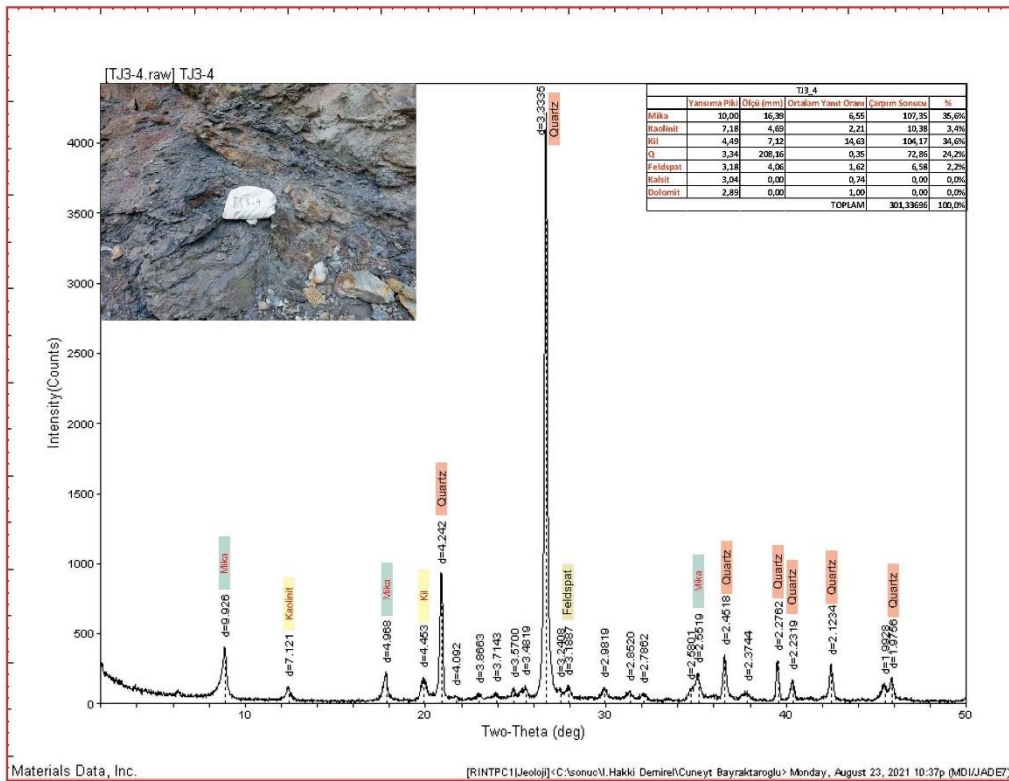 [TJ3-4.raw] TJ3-4
TJ3_4
Yansıma Piki Ölçü (mm) Ortalam Yanıt Oranı Çarpım Sonucu %
Mika 10,00 16,39 6,55 107,35 35,6%
Kaolinit 7,18 4,69 2,21 10,38 3,4%
Kil 4,49 7,12 14,63 104,17 34,6%
Q 3,34 208,16 0,35 72,86 24,2%
Feldspat 3,18 4,06 1,62 6,58 2,2%
Kalsit 3,04 0,00 0,74 0,00 0,0%
Dolomit 2,89 0,00 1,00 0,00 0,0%
TOPLAM 301,33696 100,0%
TJ3-4
Intensity(Counts)
4000
3500
3000
2500
2000
1500
1000
500
0
Mika
d=9.926
Kaolinit
d=7.121
Mika
d=4.968
Kil
d=4.453
Quartz
d=4.242
d=4.092
d=3.8663
d=3.7143
d=3.5700
d=3.4819
Quartz
d=3.3335
d=3.2408
Feldspat
d=3.1887
d=2.9819
d=2.8520
d=2.7862
d=2.5801
Mika
d=2.5519
Quartz
d=2.4518
d=2.3744
Quartz
d=2.2762
Quartz
d=2.2319
Quartz
d=2.1234
d=1.9928
Quartz
d=1.9756
10 20 30 40 50
Two-Theta (deg)
Materials Data, Inc.
[RINTPC1|Jeoloji]<C:\sonuc\I.Hakki Demirel\Cuneyt Bayraktaroglu> Monday, August 23, 2021 10:37p (MDI/JADE7)